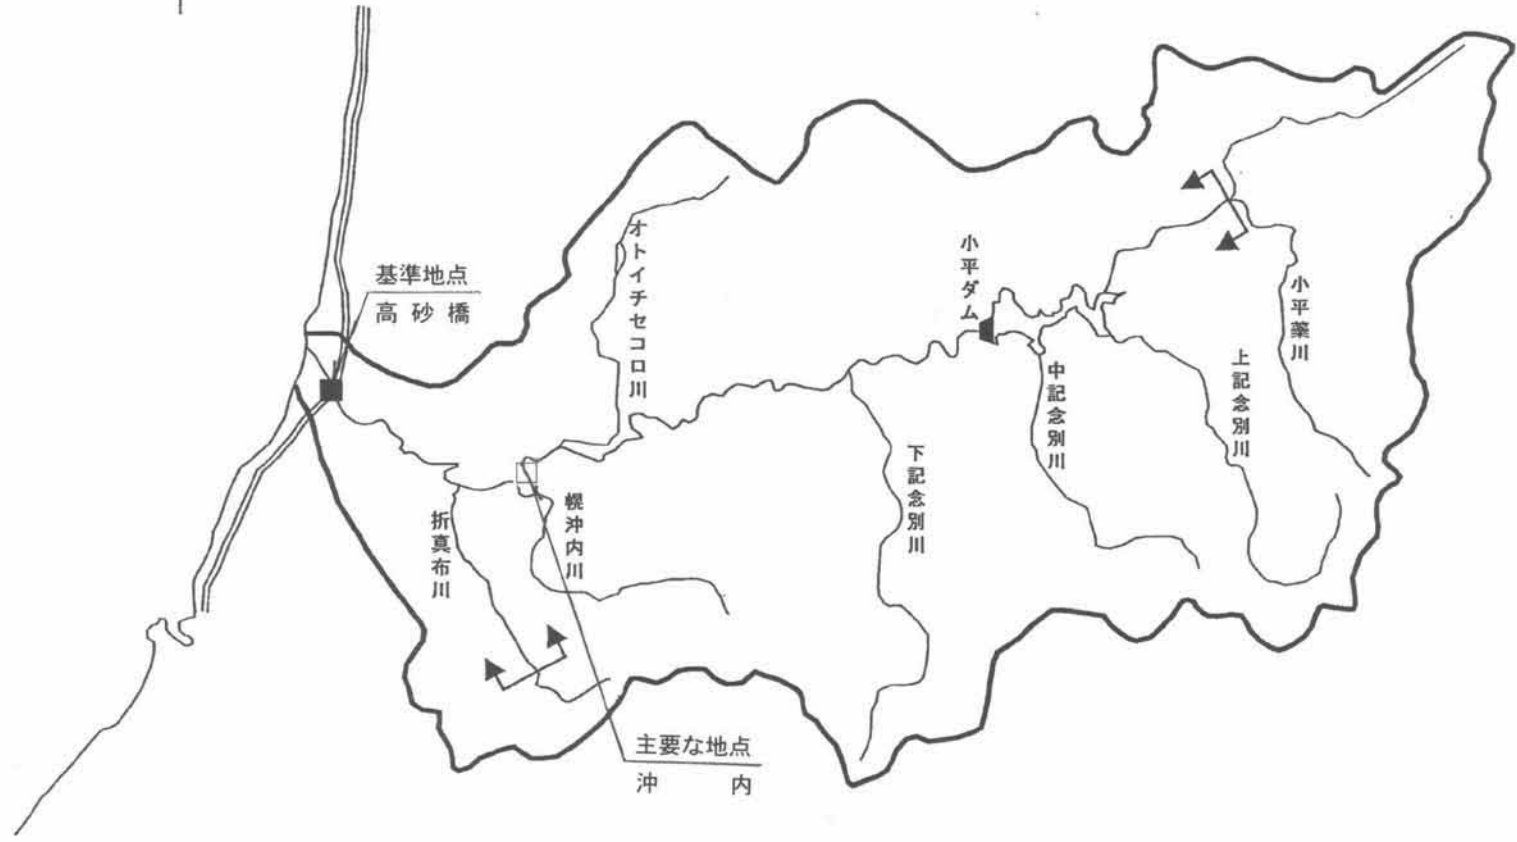 基準地点
高砂橋
オトイチセコロ川
小平ダム
小平蘂川
上記念別川
中記念別川
下記念別川
幌沖内川
折真布川
主要な地点
沖内